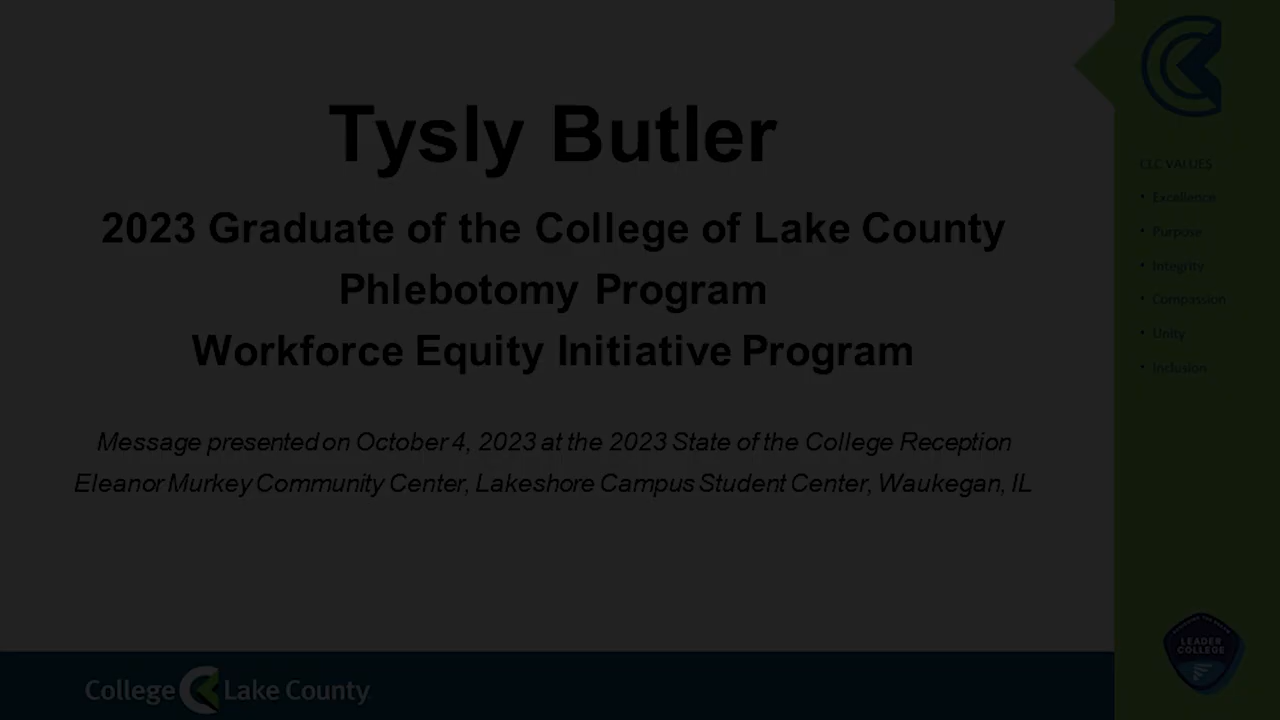 Tysly Butler
2023 Graduate of the College of Lake County
Phlebotomy Program
Workforce Equity Initiative Program
Message presented on October 4, 2023 at the 2023 State of the College Reception
Eleanor Murkey Community Center, Lakeshore Campus Student Center, Waukegan, IL
CLC VALUES
• Excellence
• Purpose
• Integrity
• Compassion
• Unity
• Inclusion
LEADER
COLLEGE
College Lake County